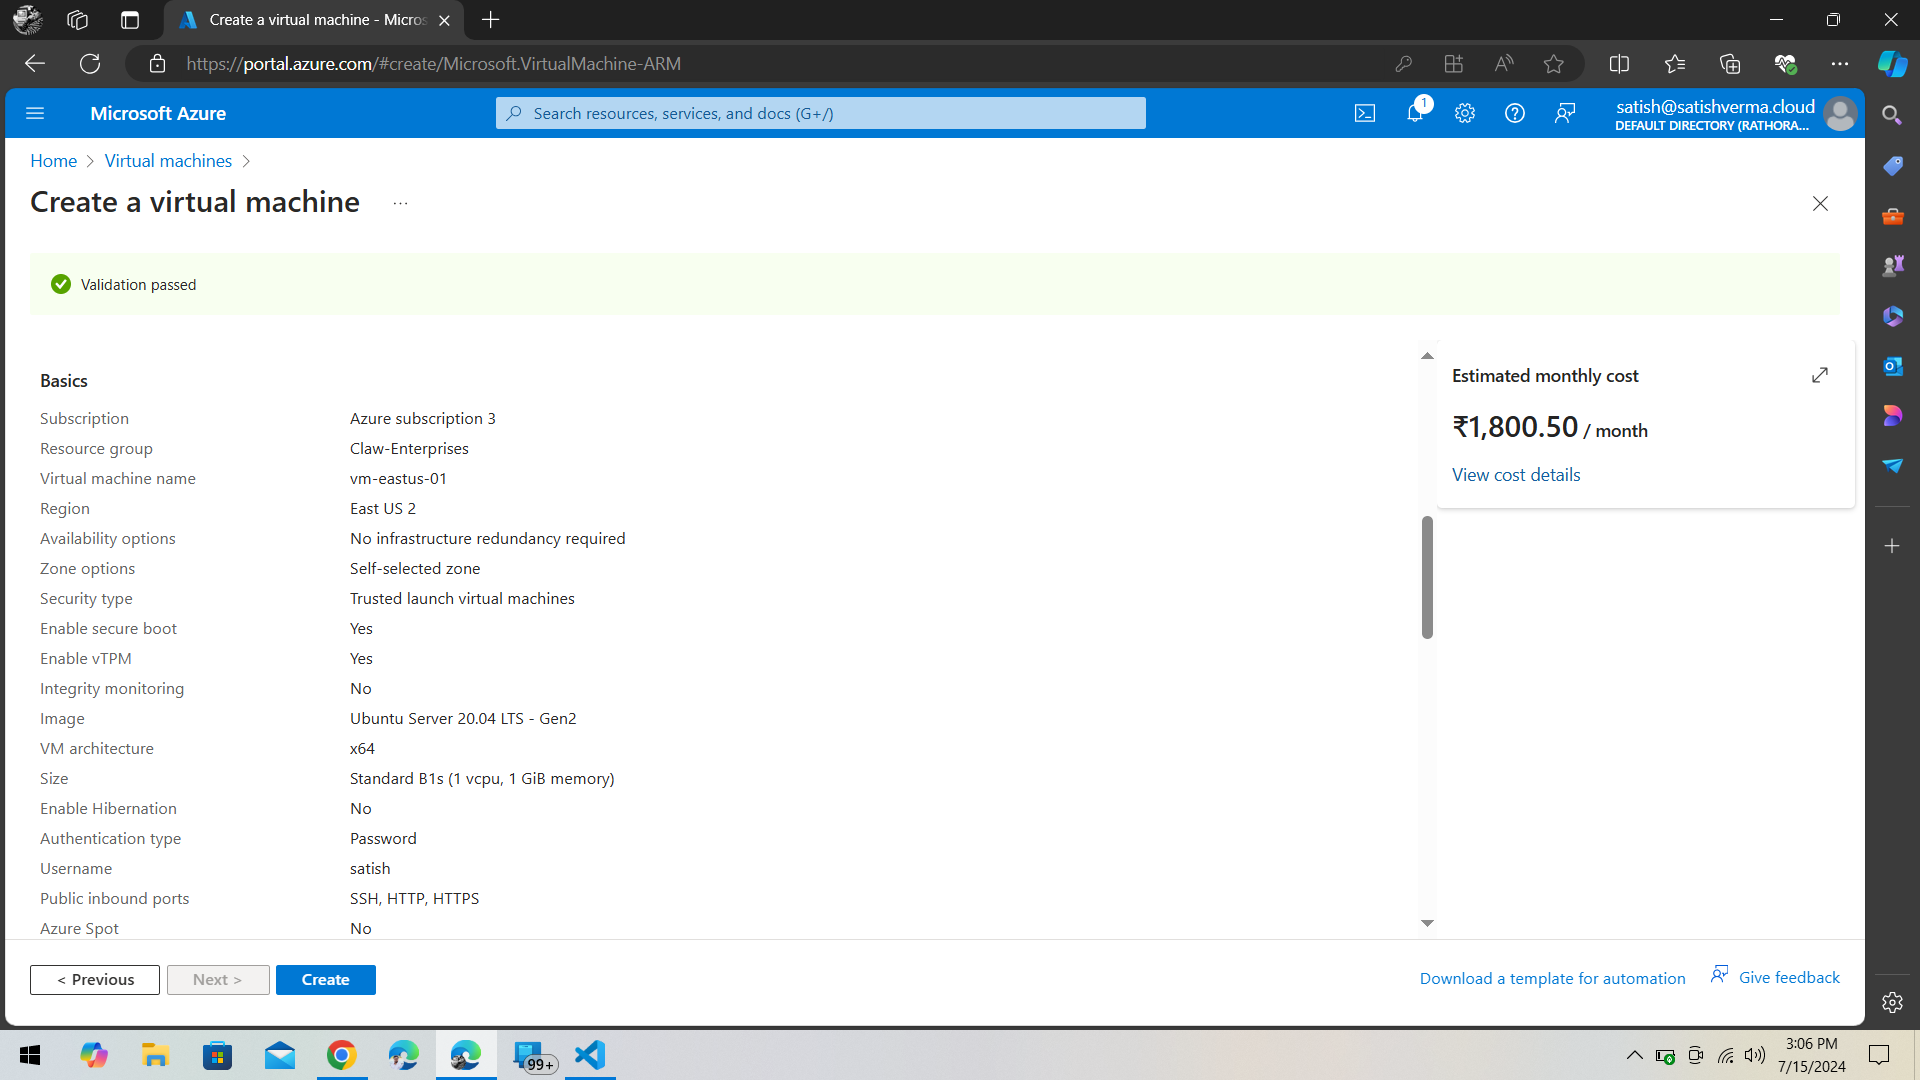 Create a virtual machine - Micros
https://portal.azure.com/#create/Microsoft.VirtualMachine-ARM
Microsoft Azure
Search resources, services, and docs (G+/)
1
satish@satishverma.cloud
DEFAULT DIRECTORY (RATHORA...
Home > Virtual machines >
Create a virtual machine ...
Validation passed
Basics
Subscription Azure subscription 3
Resource group Claw-Enterprises
Virtual machine name vm-eastus-01
Region East US 2
Availability options No infrastructure redundancy required
Zone options Self-selected zone
Security type Trusted launch virtual machines
Enable secure boot Yes
Enable vTPM Yes
Integrity monitoring No
Image Ubuntu Server 20.04 LTS - Gen2
VM architecture x64
Size Standard B1s (1 vcpu, 1 GiB memory)
Enable Hibernation No
Authentication type Password
Username satish
Public inbound ports SSH, HTTP, HTTPS
Azure Spot No
Estimated monthly cost
₹1,800.50 / month
View cost details
< Previous
Next >
Create
Download a template for automation
Give feedback
99+
3:06 PM
7/15/2024